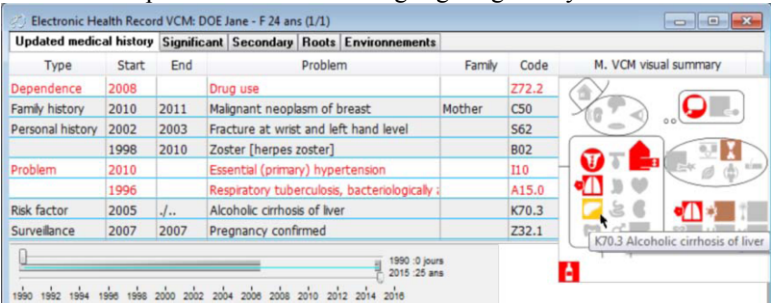 Electronic Health Record VCM: DOE Jane - F 24 ans (1/1)
Updated medical history Significant Secondary Roots Environnements
Type Start End Problem Family Code M. VCM visual summary
Dependence 2008 Drug use Z72.2
Family history 2010 2011 Malignant neoplasm of breast Mother C50
Personal history 2002 2003 Fracture at wrist and left hand level S62
1998 2010 Zoster [herpes zoster] B02
Problem 2010 Essential (primary) hypertension I10
1996 Respiratory tuberculosis, bacteriologically A15.0
Risk factor 2005 ./.. Alcoholic cirrhosis of liver K70.3
Surveillance 2007 2007 Pregnancy confirmed Z32.1
K70.3 Alcoholic cirrhosis of liver
1990 :0 jours
2015 :25 ans
1990 1992 1994 1996 1998 2000 2002 2004 2006 2008 2010 2012 2014 2016